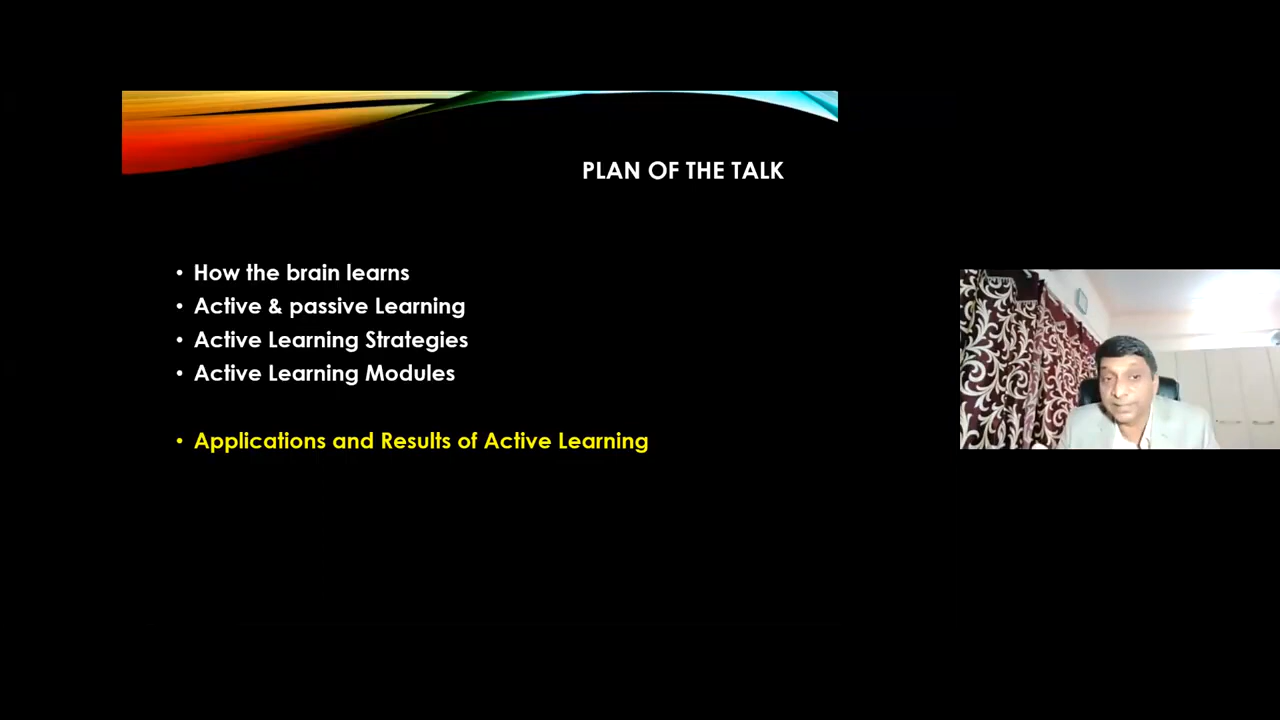 PLAN OF THE TALK
• How the brain learns
• Active & passive Learning
• Active Learning Strategies
• Active Learning Modules
• Applications and Results of Active Learning